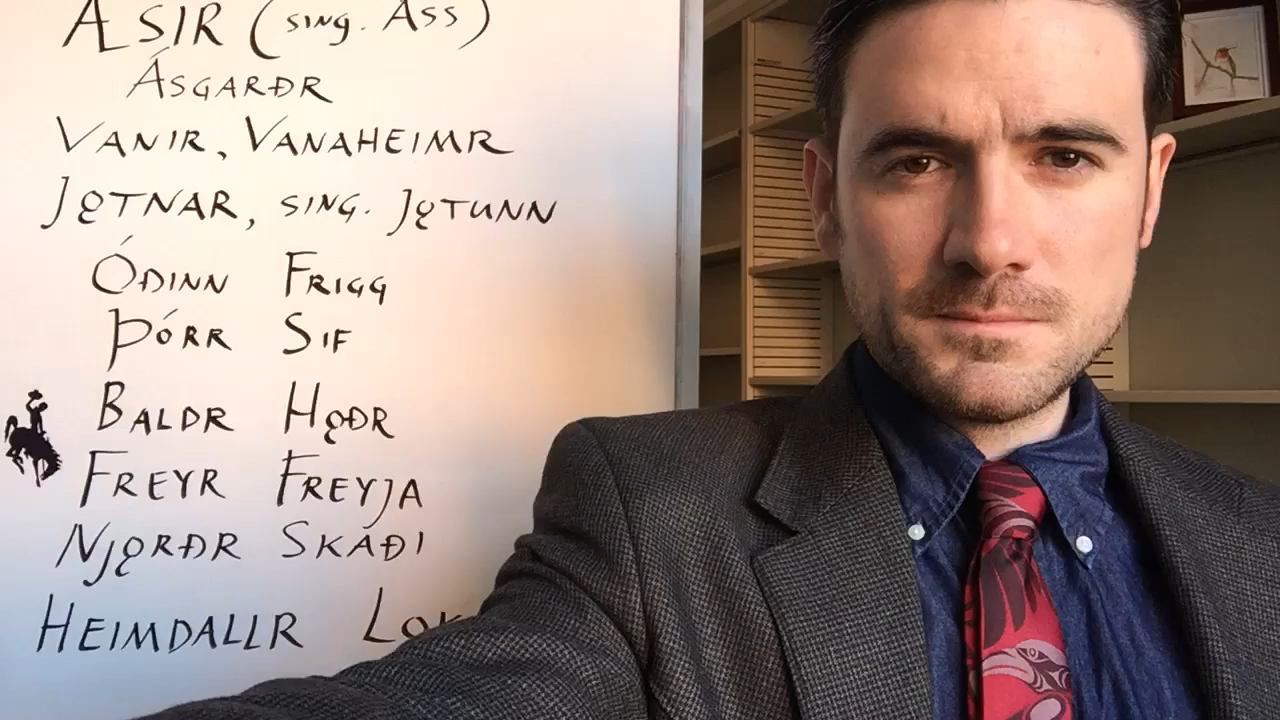 ÆSIR (SING. ÁSS)
ÁSGARÐR
VANIR, VANAHEIMR
JǪTNAR, SING. JǪTUNN
ÓÐINN FRIGG
ÞÓRR SIF
BALDR HǪÐR
FREYR FREYJA
NJǪRÐR SKAÐI
HEIMDALLR LOK